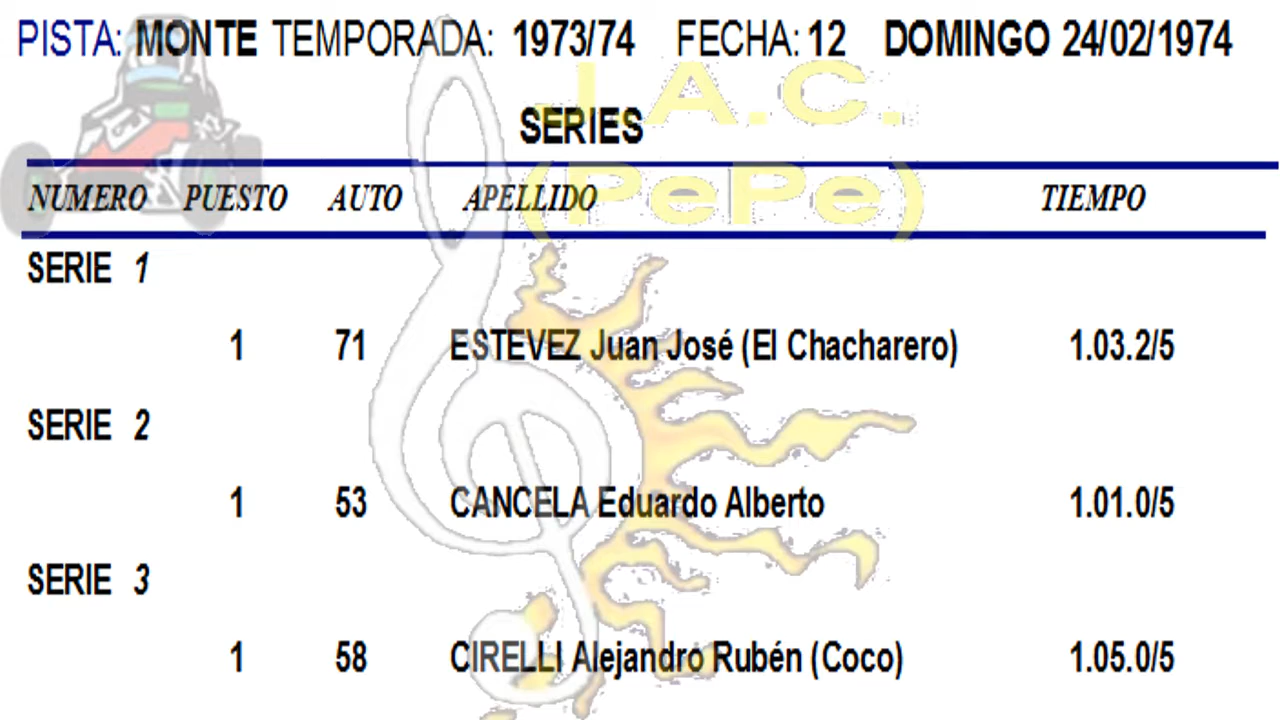 PISTA: MONTE TEMPORADA: 1973/74 FECHA: 12 DOMINGO 24/02/1974
J.A.C.
SERIES
(PePe)
NUMERO PUESTO AUTO APELLIDO TIEMPO
SERIE 1
1 71 ESTEVEZ Juan José (El Chacharero) 1.03.2/5
SERIE 2
1 53 CANCELA Eduardo Alberto 1.01.0/5
SERIE 3
1 58 CIRELLI Alejandro Rubén (Coco) 1.05.0/5